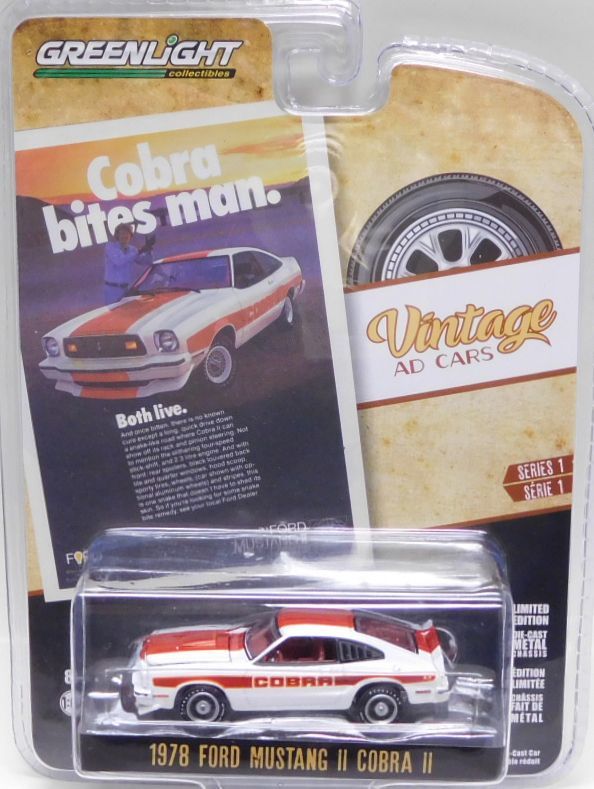 GREENLIGHT
collectibles
Cobra
bites man.
Both live.
And once bitten, there is no known
cure except a long, quick drive down
a snake-like road where Cobra II can
show off its rack and pinion steering. Not
to mention the slithering four-speed
stick-shift, and 2.3 litre engine. And with
front rear spoilers, black louvered back
lite and quarter windows, hood scoop,
sporty tires, wheels (car shown with op-
tional aluminum wheels) and stripes, this
is one snake that doesn't have to shed its
skin. So if you're looking for some snake
bite remedy, see your local Ford Dealer
Vintage
AD CARS
SERIES 1
SÉRIE 1
FORD
MUSTANG II
LIMITED
EDITION
DIE-CAST
METAL
CHASSIS
ÉDITION
LIMITÉE
CHÂSSIS
FAIT DE
MÉTAL
COBRA
1978 FORD MUSTANG II COBRA II